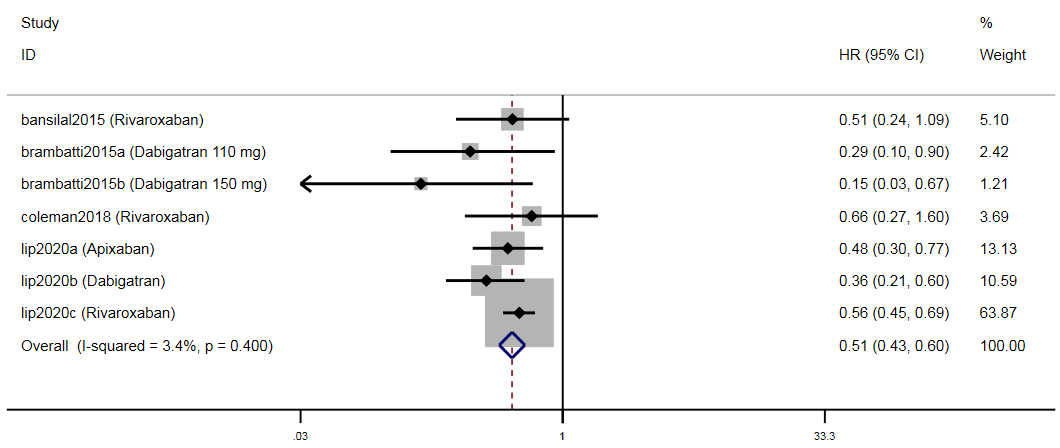 Study %
ID HR (95% CI) Weight
bansilal2015 (Rivaroxaban) 0.51 (0.24, 1.09) 5.10
brambatti2015a (Dabigatran 110 mg) 0.29 (0.10, 0.90) 2.42
brambatti2015b (Dabigatran 150 mg) 0.15 (0.03, 0.67) 1.21
coleman2018 (Rivaroxaban) 0.66 (0.27, 1.60) 3.69
lip2020a (Apixaban) 0.48 (0.30, 0.77) 13.13
lip2020b (Dabigatran) 0.36 (0.21, 0.60) 10.59
lip2020c (Rivaroxaban) 0.56 (0.45, 0.69) 63.87
Overall (I-squared = 3.4%, p = 0.400) 0.51 (0.43, 0.60) 100.00
.03 1 33.3